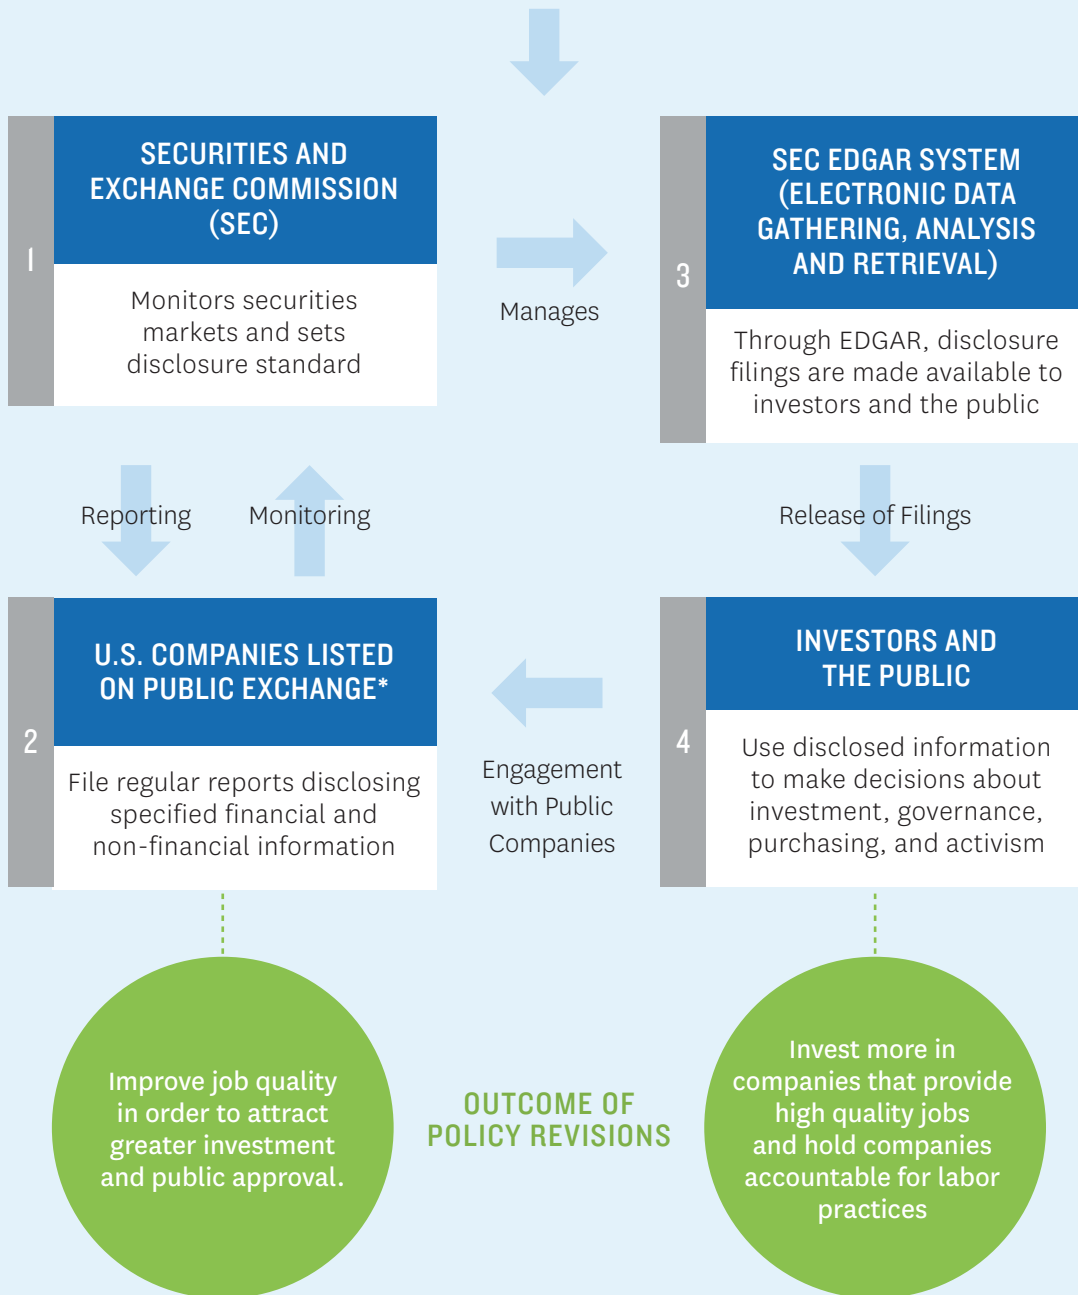 1
SECURITIES AND
EXCHANGE COMMISSION
(SEC)
Monitors securities
markets and sets
disclosure standard
Manages
3
SEC EDGAR SYSTEM
(ELECTRONIC DATA
GATHERING, ANALYSIS
AND RETRIEVAL)
Through EDGAR, disclosure
filings are made available to
investors and the public
Reporting
Monitoring
Release of Filings
2
U.S. COMPANIES LISTED
ON PUBLIC EXCHANGE*
File regular reports disclosing
specified financial and
non-financial information
Engagement
with Public
Companies
4
INVESTORS AND
THE PUBLIC
Use disclosed information
to make decisions about
investment, governance,
purchasing, and activism
Improve job quality
in order to attract
greater investment
and public approval.
OUTCOME OF
POLICY REVISIONS
Invest more in
companies that provide
high quality jobs
and hold companies
accountable for labor
practices